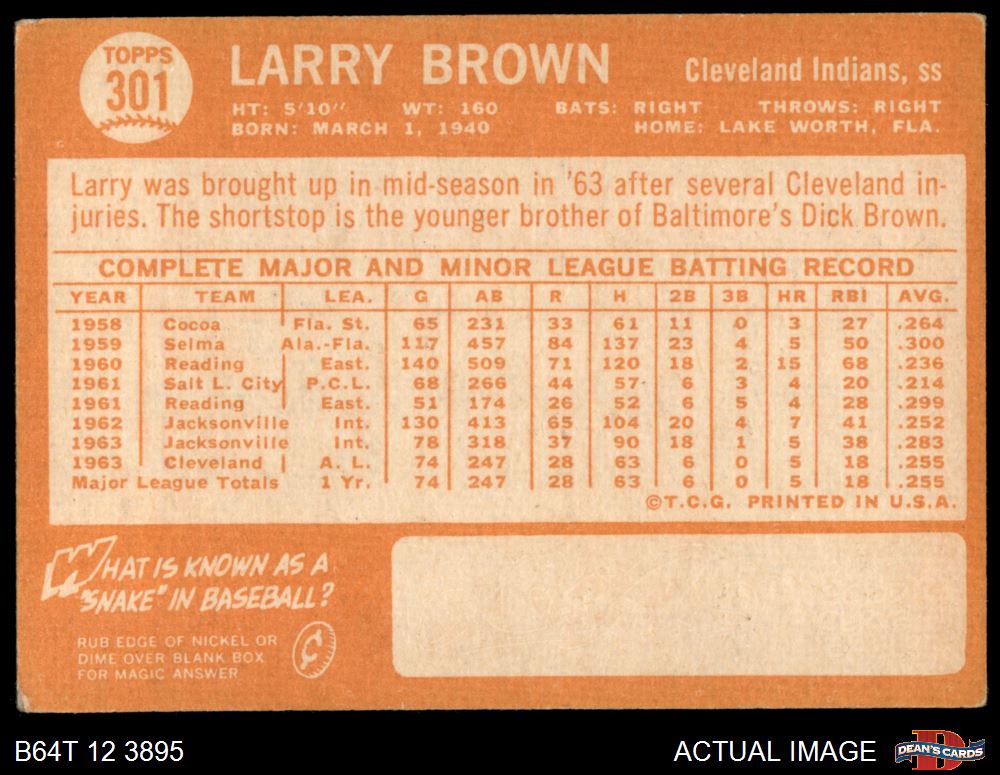 TOPPS
301
LARRY BROWN
Cleveland Indians, ss
HT: 5'10" WT: 160 BATS: RIGHT THROWS: RIGHT
BORN: MARCH 1, 1940 HOME: LAKE WORTH, FLA.
Larry was brought up in mid-season in '63 after several Cleveland in-
juries. The shortstop is the younger brother of Baltimore's Dick Brown.
COMPLETE MAJOR AND MINOR LEAGUE BATTING RECORD
YEAR TEAM LEA. G AB R H 2B 3B HR RBI AVG.
1958 Cocoa Fla. St. 65 231 33 61 11 0 3 27 .264
1959 Selma Ala.-Fla. 117 457 84 137 23 4 5 50 .300
1960 Reading East. 140 509 71 120 18 2 15 68 .236
1961 Salt L. City P.C.L. 68 266 44 57 6 3 4 20 .214
1961 Reading East. 51 174 26 52 6 5 4 28 .299
1962 Jacksonville Int. 130 413 65 104 20 4 7 41 .252
1963 Jacksonville Int. 78 318 37 90 18 1 5 38 .283
1963 Cleveland A. L. 74 247 28 63 6 0 5 18 .255
Major League Totals 1 Yr. 74 247 28 63 6 0 5 18 .255
©T.C.G. PRINTED IN U.S.A.
WHAT IS KNOWN AS A
"SNAKE" IN BASEBALL?
RUB EDGE OF NICKEL OR
DIME OVER BLANK BOX
FOR MAGIC ANSWER
B64T 12 3895
ACTUAL IMAGE
DEAN'S CARDS